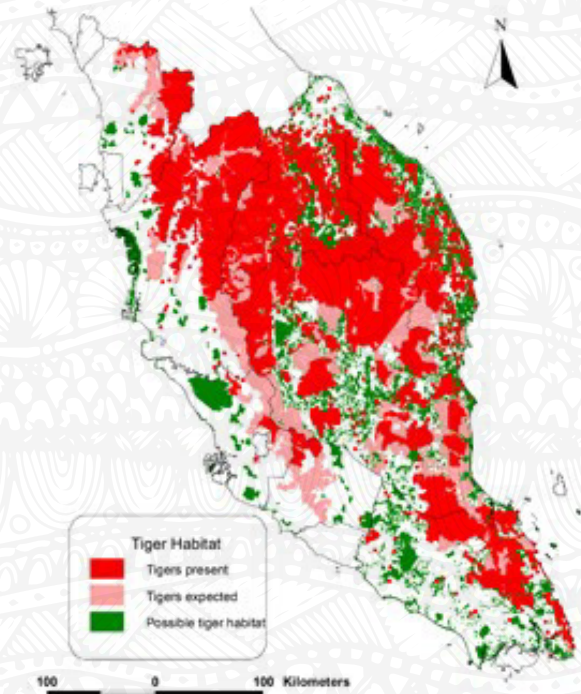 N
Tiger Habitat
Tigers present
Tigers expected
Possible tiger habitat
100 0 100 Kilometers